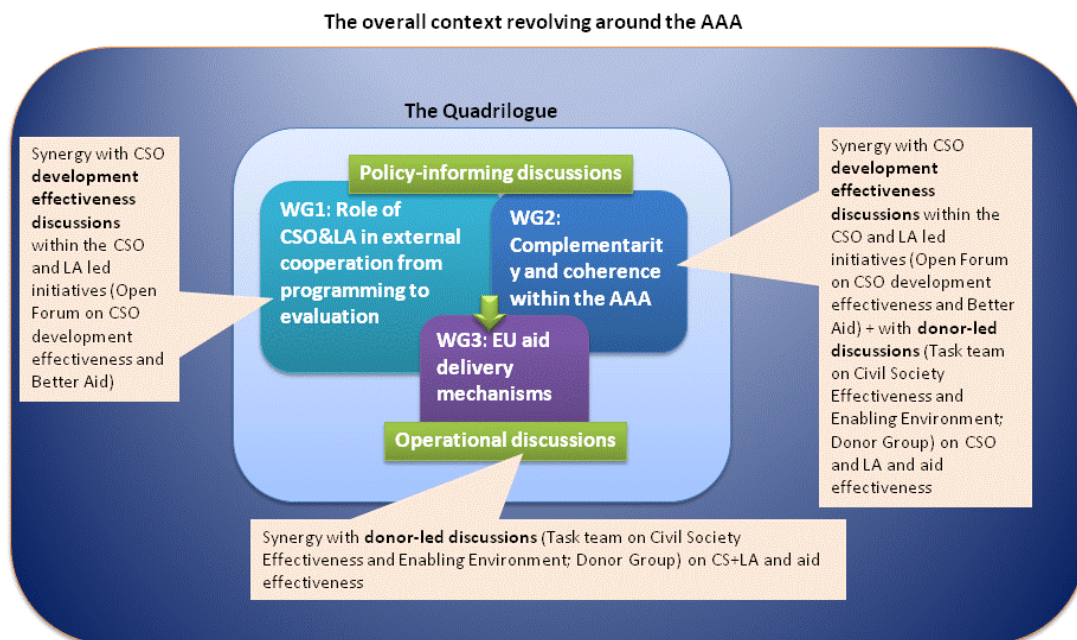 The overall context revolving around the AAA
The Quadrilogue
Synergy with CSO
development
effectiveness
discussions
within the CSO
and LA led
initiatives (Open
Forum on CSO
development
effectiveness and
Better Aid)
Policy-informing discussions
WG1: Role of
CSO&LA in external
cooperation from
programming to
evaluation
WG2:
Complementarit
y and coherence
within the AAA
WG3: EU aid
delivery
mechanisms
Operational discussions
Synergy with CSO
development
effectiveness
discussions within the
CSO and LA led
initiatives (Open Forum
on CSO development
effectiveness and Better
Aid) + with donor-led
discussions (Task team
on Civil Society
Effectiveness and
Enabling Environment;
Donor Group) on CSO
and LA and aid
effectiveness
Synergy with donor-led discussions (Task team on Civil Society
Effectiveness and Enabling Environment; Donor Group) on CS+LA and aid
effectiveness